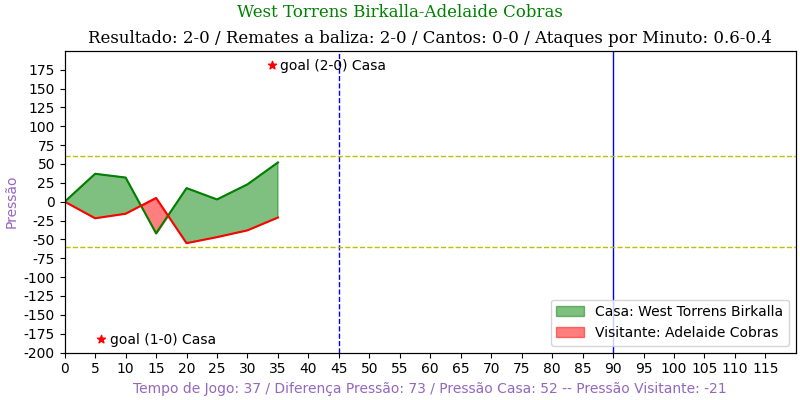 West Torrens Birkalla-Adelaide Cobras
Resultado: 2-0 / Remates a baliza: 2-0 / Cantos: 0-0 / Ataques por Minuto: 0.6-0.4
Pressão
175
150
125
100
75
50
25
0
-25
-50
-75
-100
-125
-150
-175
-200
goal (2-0) Casa
goal (1-0) Casa
Casa: West Torrens Birkalla
Visitante: Adelaide Cobras
0 5 10 15 20 25 30 35 40 45 50 55 60 65 70 75 80 85 90 95 100 105 110 115
Tempo de Jogo: 37 / Diferença Pressão: 73 / Pressão Casa: 52 -- Pressão Visitante: -21